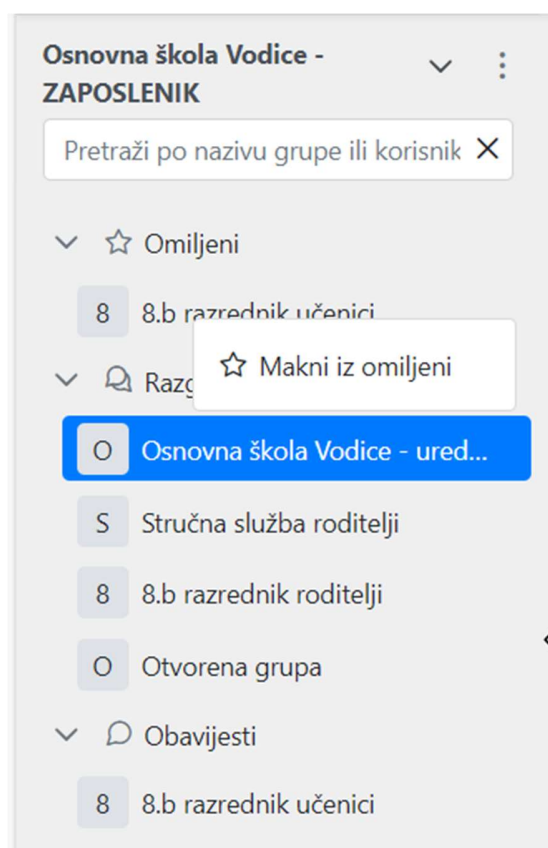 Osnovna škola Vodice -
ZAPOSLENIK
Pretraži po nazivu grupe ili korisnik
Omiljeni
8 8.b razrednik učenici
Makni iz omiljeni
O Osnovna škola Vodice - ured...
S Stručna služba roditelji
8 8.b razrednik roditelji
O Otvorena grupa
Obavijesti
8 8.b razrednik učenici